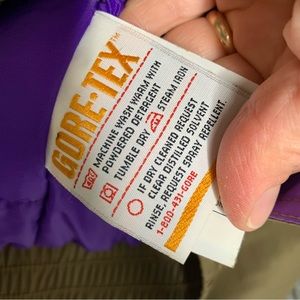 GORE-TEX™
MACHINE WASH WARM WITH
POWDERED DETERGENT
TUMBLE DRY STEAM IRON
IF DRY CLEANED REQUEST
CLEAR DISTILLED SOLVENT
RINSE, REQUEST SPRAY REPELLENT.
1-800-431-GORE